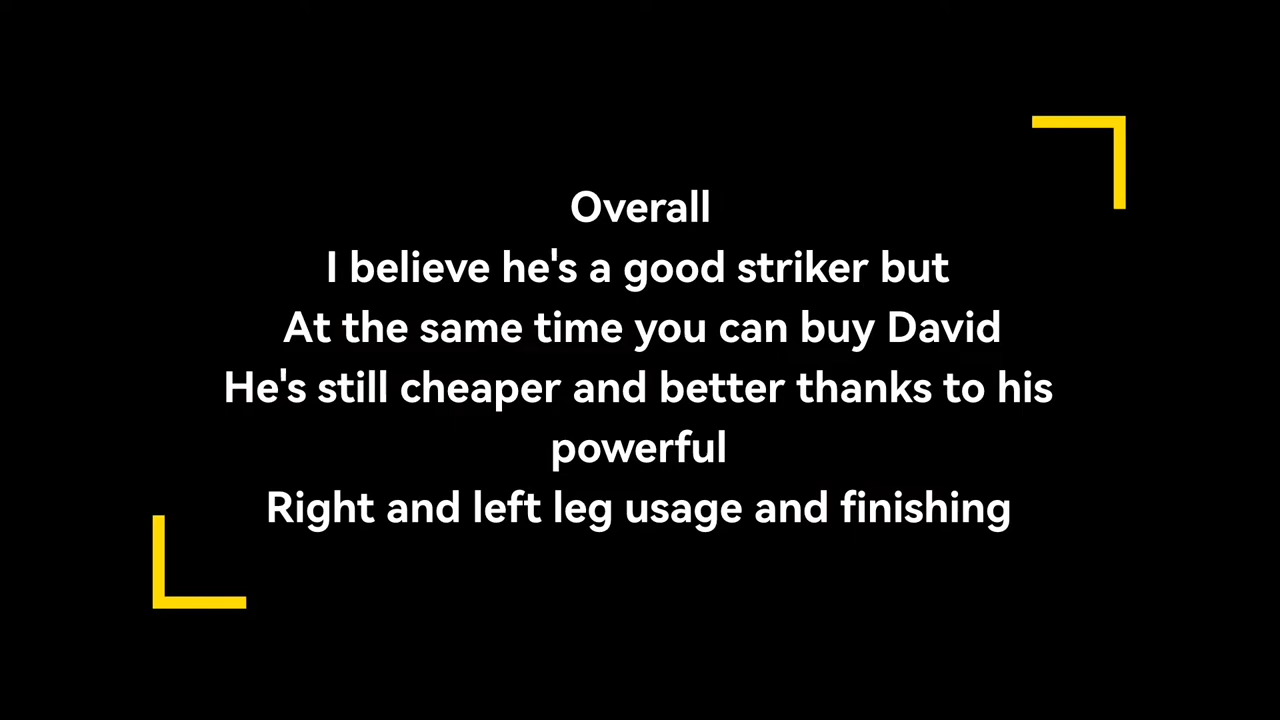 Overall
I believe he's a good striker but
At the same time you can buy David
He's still cheaper and better thanks to his
powerful
Right and left leg usage and finishing